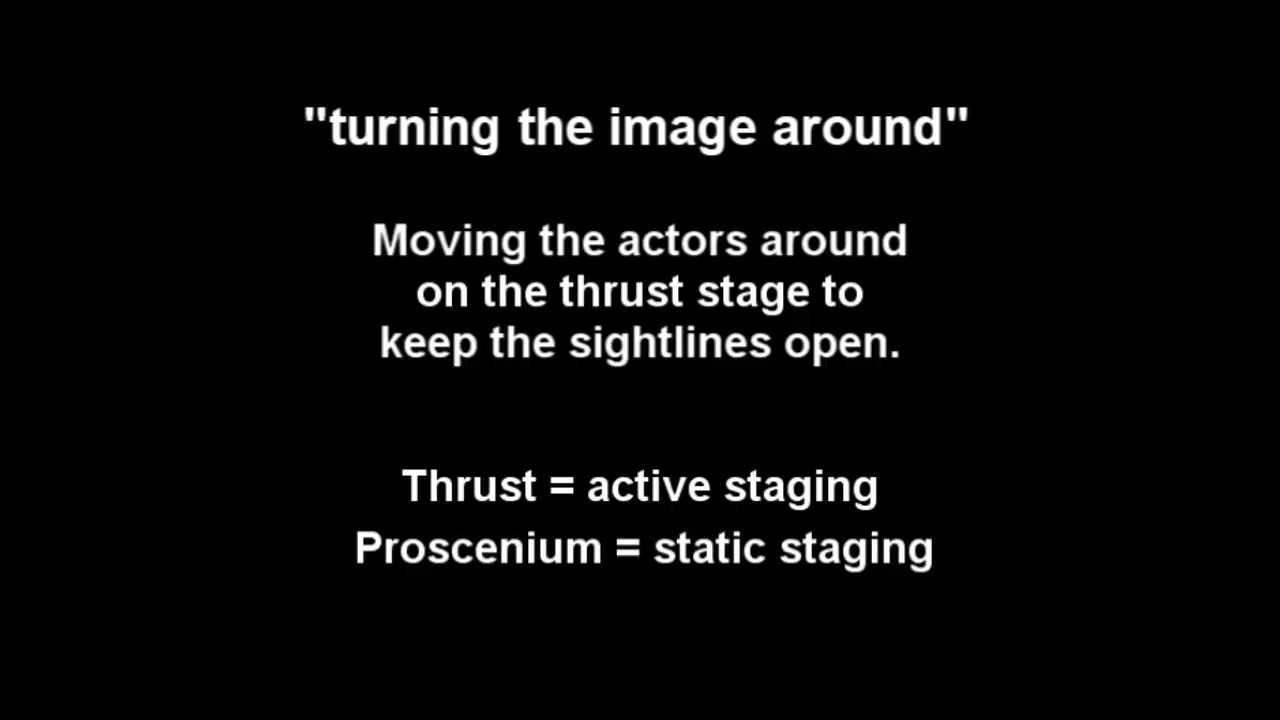 "turning the image around"
Moving the actors around
on the thrust stage to
keep the sightlines open.
Thrust = active staging
Proscenium = static staging